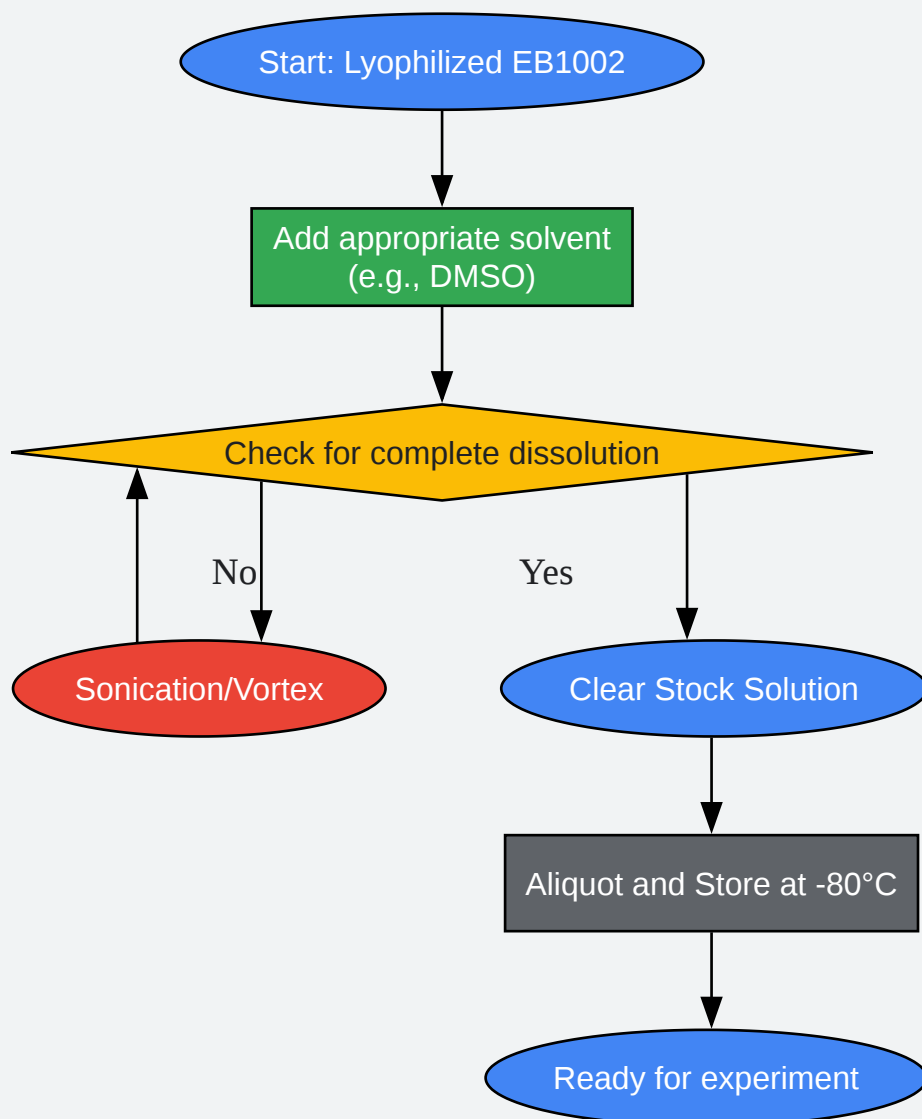 Start: Lyophilized EB1002
Add appropriate solvent
(e.g., DMSO)
Check for complete dissolution
No
Yes
Sonication/Vortex
Clear Stock Solution
Aliquot and Store at -80°C
Ready for experiment